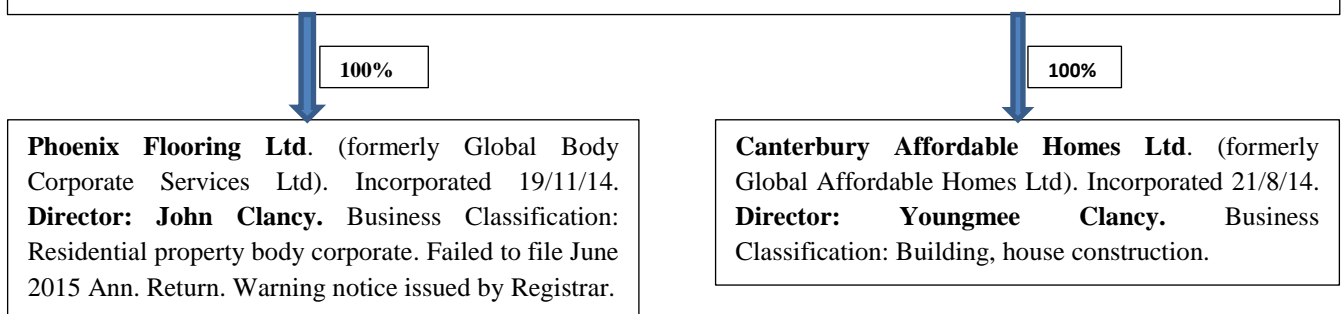 100%
100%
Phoenix Flooring Ltd. (formerly Global Body
Corporate Services Ltd). Incorporated 19/11/14.
Director: John Clancy. Business Classification:
Residential property body corporate. Failed to file June
2015 Ann. Return. Warning notice issued by Registrar.
Canterbury Affordable Homes Ltd. (formerly
Global Affordable Homes Ltd). Incorporated 21/8/14.
Director: Youngmee Clancy. Business
Classification: Building, house construction.